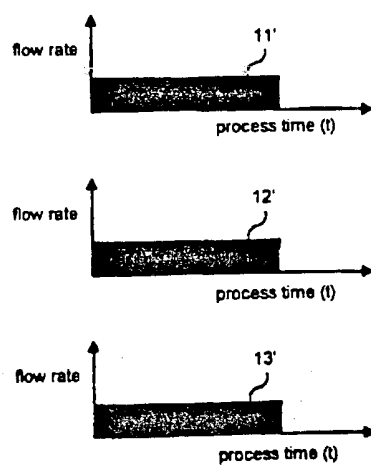 11'
flow rate
process time (t)
12'
flow rate
process time (t)
13'
flow rate
process time (t)